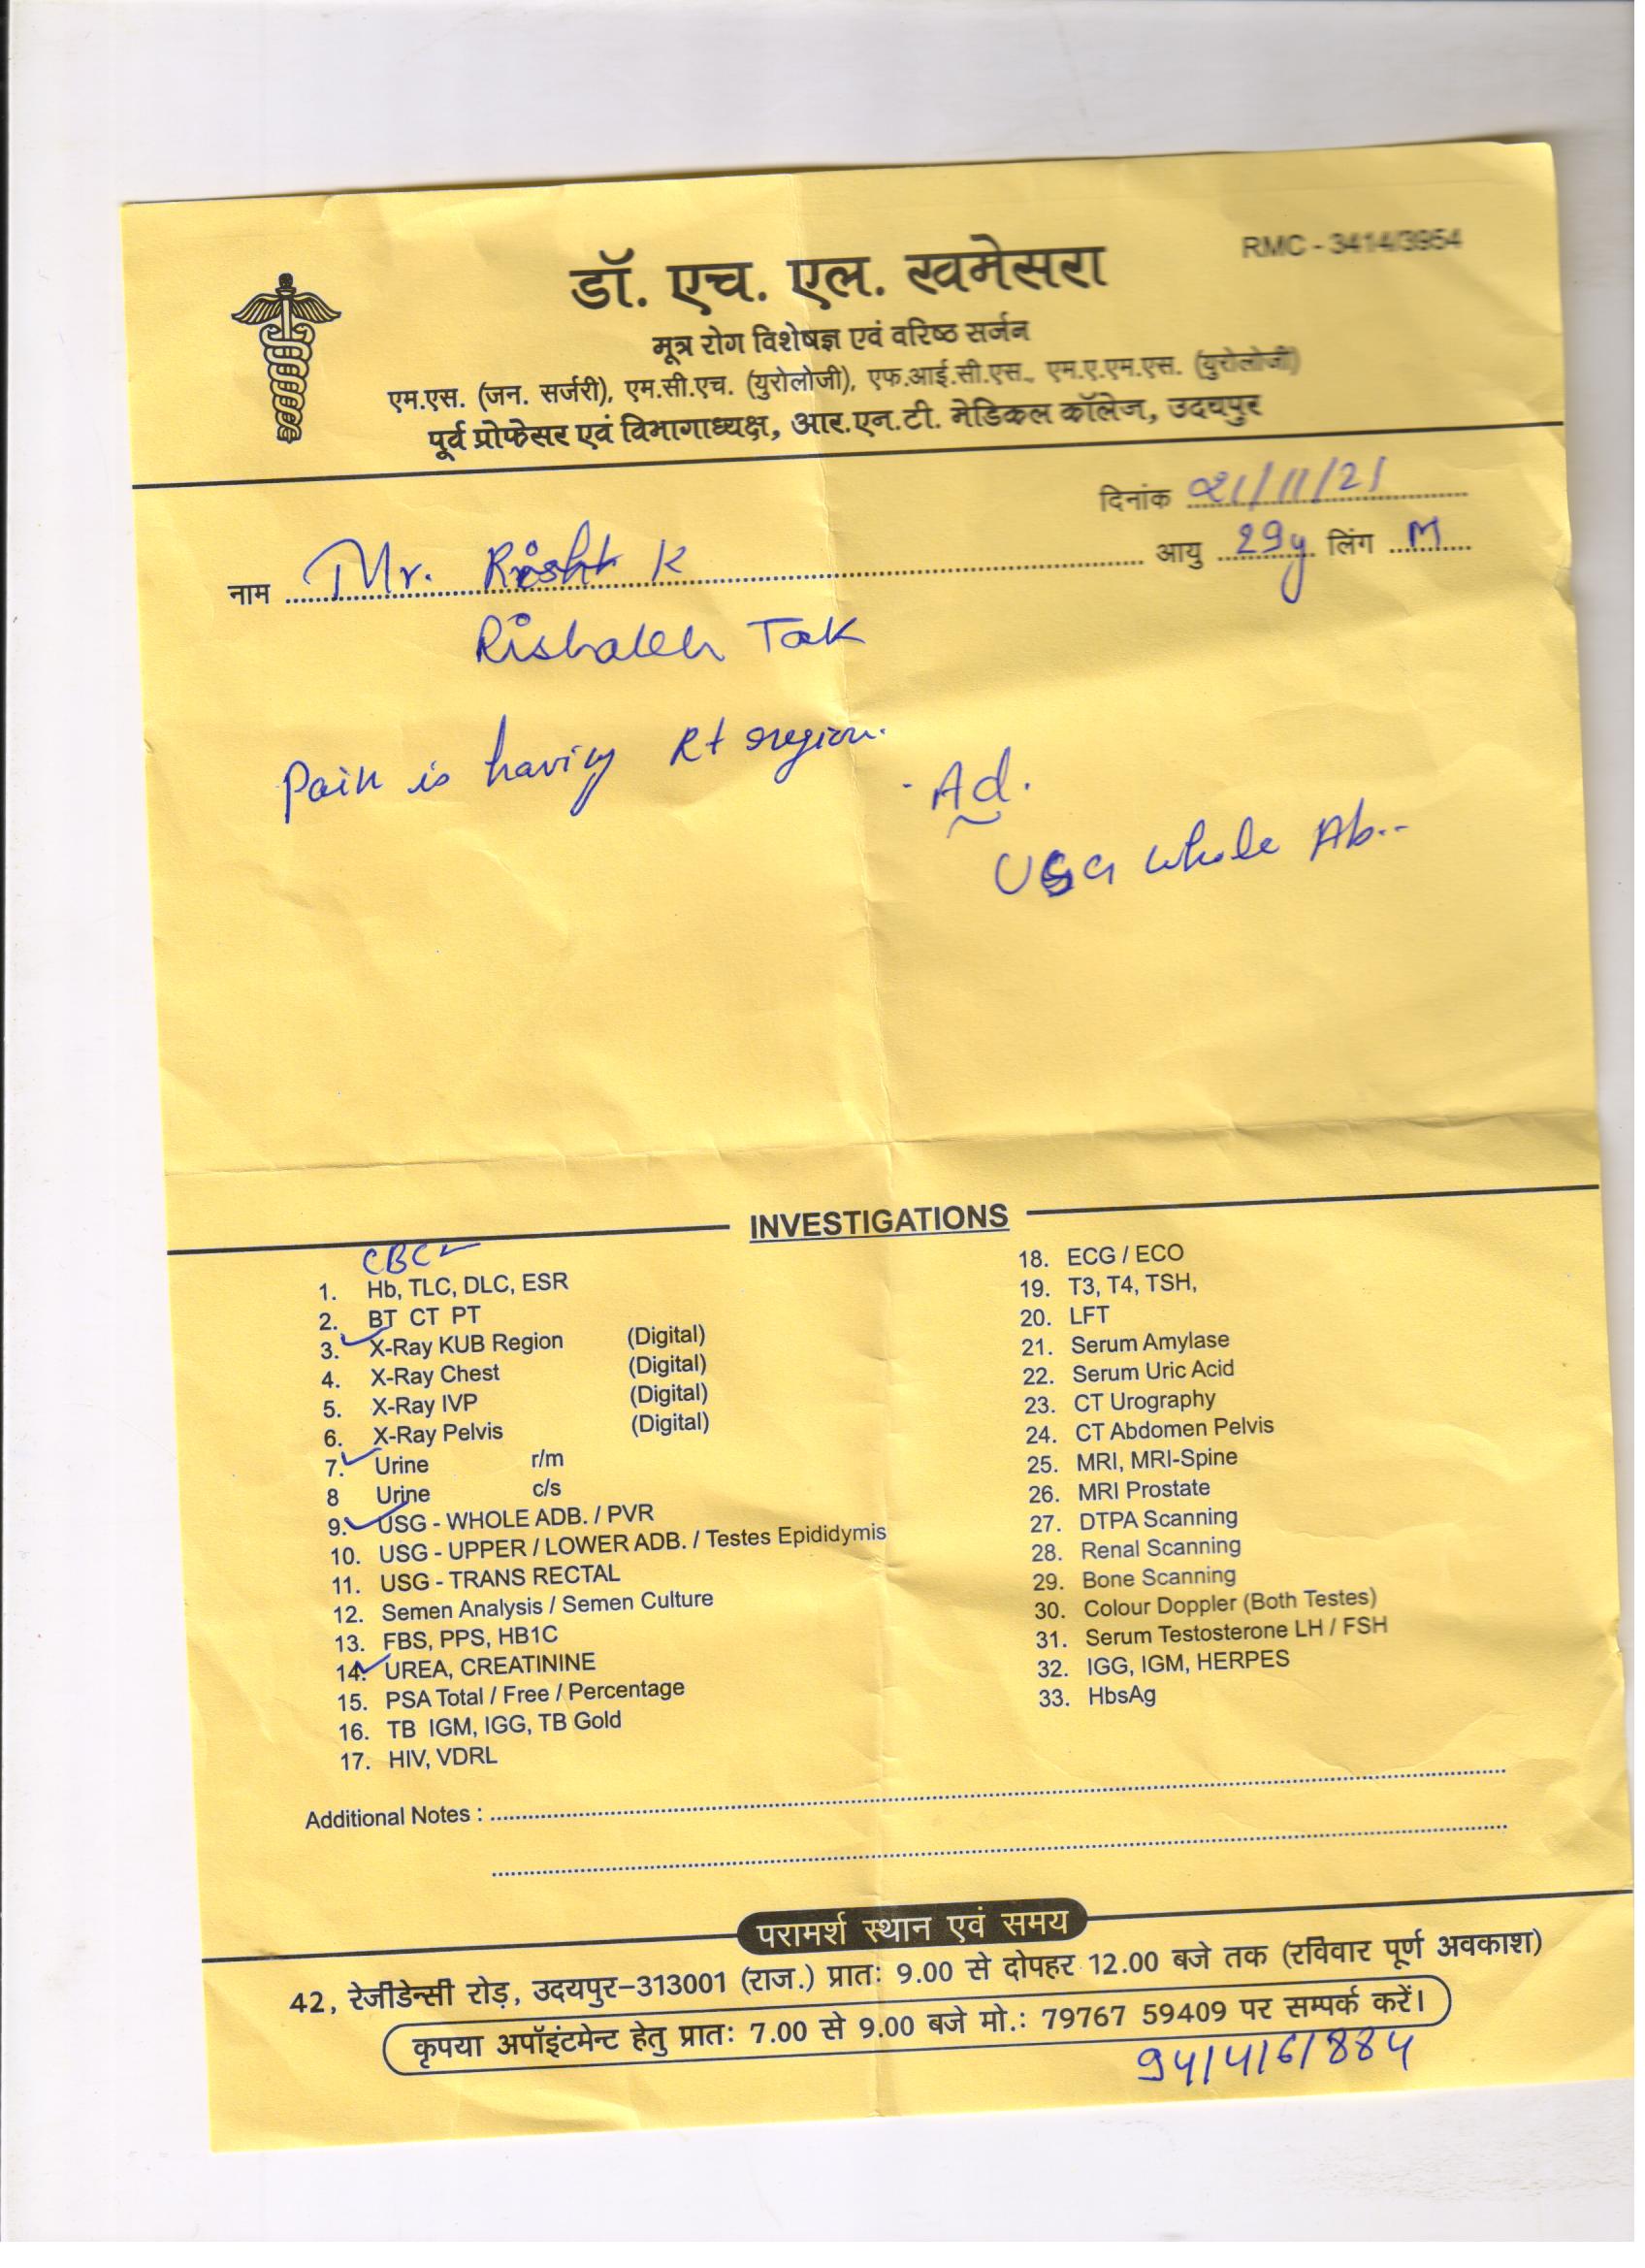 RMC - 3414/3954
डॉ. एच. एल. खमेसरा
मूत्र रोग विशेषज्ञ एवं वरिष्ठ सर्जन
एम.एस. (जन. सर्जरी), एम.सी.एच. (युरोलोजी), एफ.आई.सी.एस., एम.ए.एम.एस. (युरोलोजी)
पूर्व प्रोफेसर एवं विभागाध्यक्ष, आर.एन.टी. मेडिकल कॉलेज, उदयपुर
दिनांक 21/11/21
नाम Mr. K आयु 29y लिंग M
Tak
Pain is having Rt region.
- Ad.
USG whole Ab..
INVESTIGATIONS
CBC ✓
1. Hb, TLC, DLC, ESR
2. BT CT PT
3. ✓ X-Ray KUB Region (Digital)
4. X-Ray Chest (Digital)
5. X-Ray IVP (Digital)
6. X-Ray Pelvis (Digital)
7. ✓ Urine r/m
8 Urine c/s
9. ✓ USG - WHOLE ADB. / PVR
10. USG - UPPER / LOWER ADB. / Testes Epididymis
11. USG - TRANS RECTAL
12. Semen Analysis / Semen Culture
13. FBS, PPS, HB1C
14. ✓ UREA, CREATININE
15. PSA Total / Free / Percentage
16. TB IGM, IGG, TB Gold
17. HIV, VDRL
18. ECG / ECO
19. T3, T4, TSH,
20. LFT
21. Serum Amylase
22. Serum Uric Acid
23. CT Urography
24. CT Abdomen Pelvis
25. MRI, MRI-Spine
26. MRI Prostate
27. DTPA Scanning
28. Renal Scanning
29. Bone Scanning
30. Colour Doppler (Both Testes)
31. Serum Testosterone LH / FSH
32. IGG, IGM, HERPES
33. HbsAg
Additional Notes :
परामर्श स्थान एवं समय
42, रेजीडेन्सी रोड़, उदयपुर-313001 (राज.) प्रातः 9.00 से दोपहर 12.00 बजे तक (रविवार पूर्ण अवकाश)
कृपया अपॉइंटमेन्ट हेतु प्रातः 7.00 से 9.00 बजे मो.: 79767 59409 पर सम्पर्क करें।
9414161884